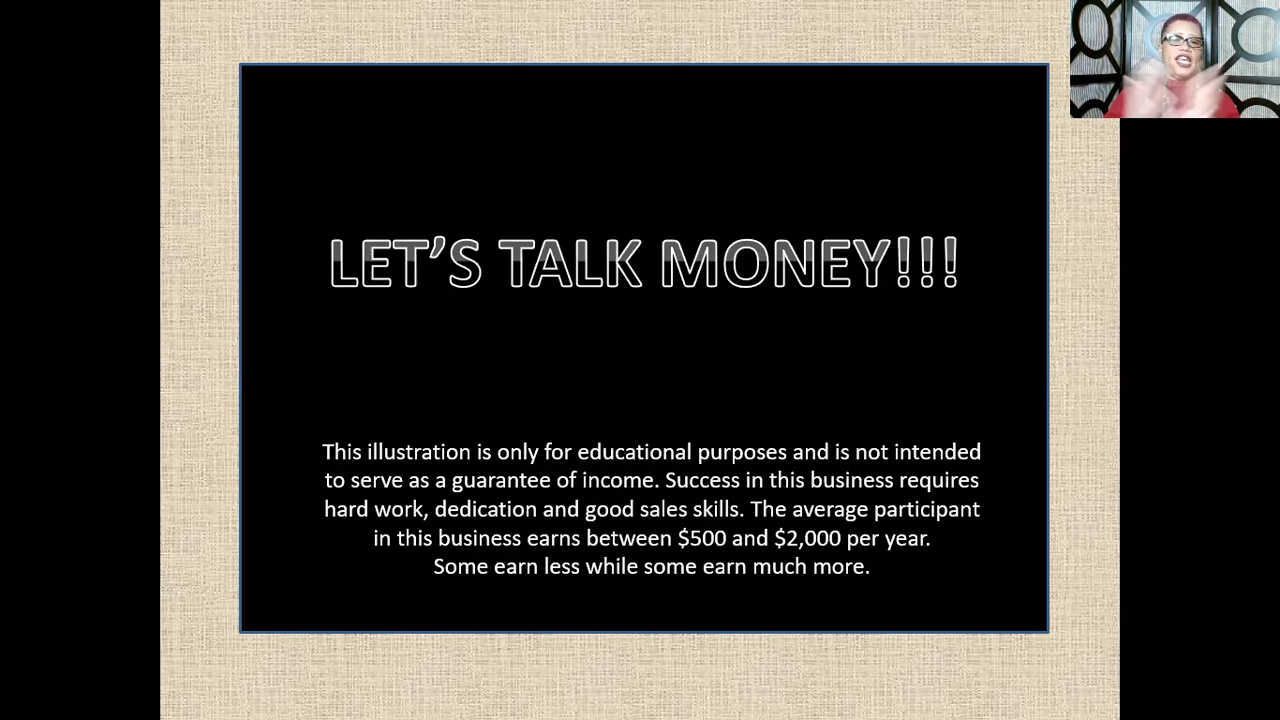 LET'S TALK MONEY!!!
This illustration is only for educational purposes and is not intended
to serve as a guarantee of income. Success in this business requires
hard work, dedication and good sales skills. The average participant
in this business earns between $500 and $2,000 per year.
Some earn less while some earn much more.